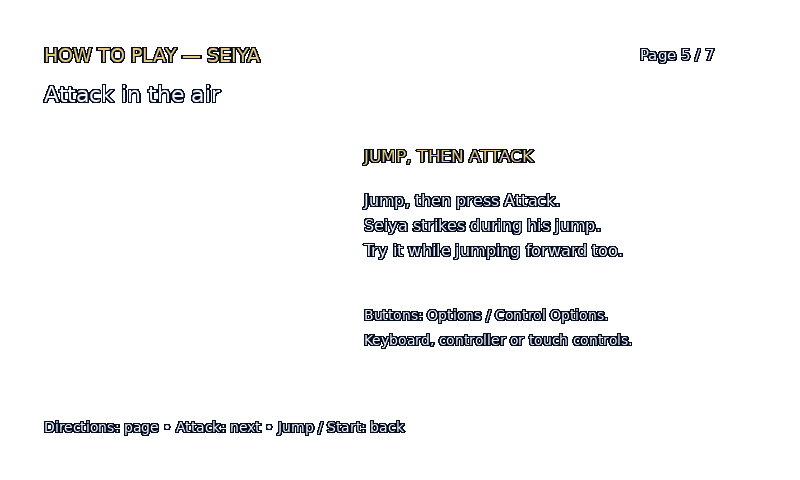 HOW TO PLAY — SEIYA
Page 5 / 7
Attack in the air
JUMP, THEN ATTACK
Jump, then press Attack.
Seiya strikes during his jump.
Try it while jumping forward too.
Buttons: Options / Control Options.
Keyboard, controller or touch controls.
Directions: page • Attack: next • Jump / Start: back